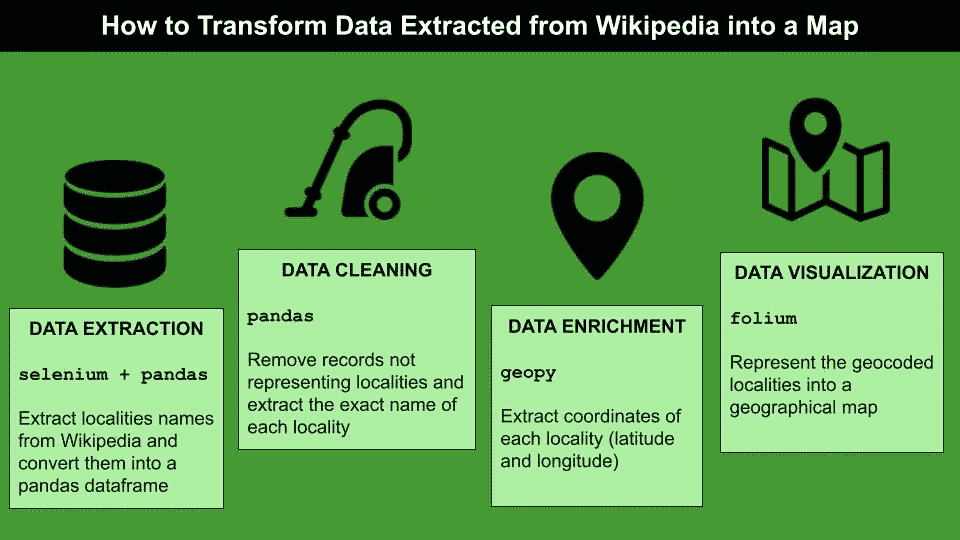 How to Transform Data Extracted from Wikipedia into a Map
DATA EXTRACTION
selenium + pandas
Extract localities names
from Wikipedia and
convert them into a
pandas dataframe
DATA CLEANING
pandas
Remove records not
representing localities and
extract the exact name of
each locality
DATA ENRICHMENT
geopy
Extract coordinates of
each locality (latitude
and longitude)
DATA VISUALIZATION
folium
Represent the geocoded
localities into a
geographical map